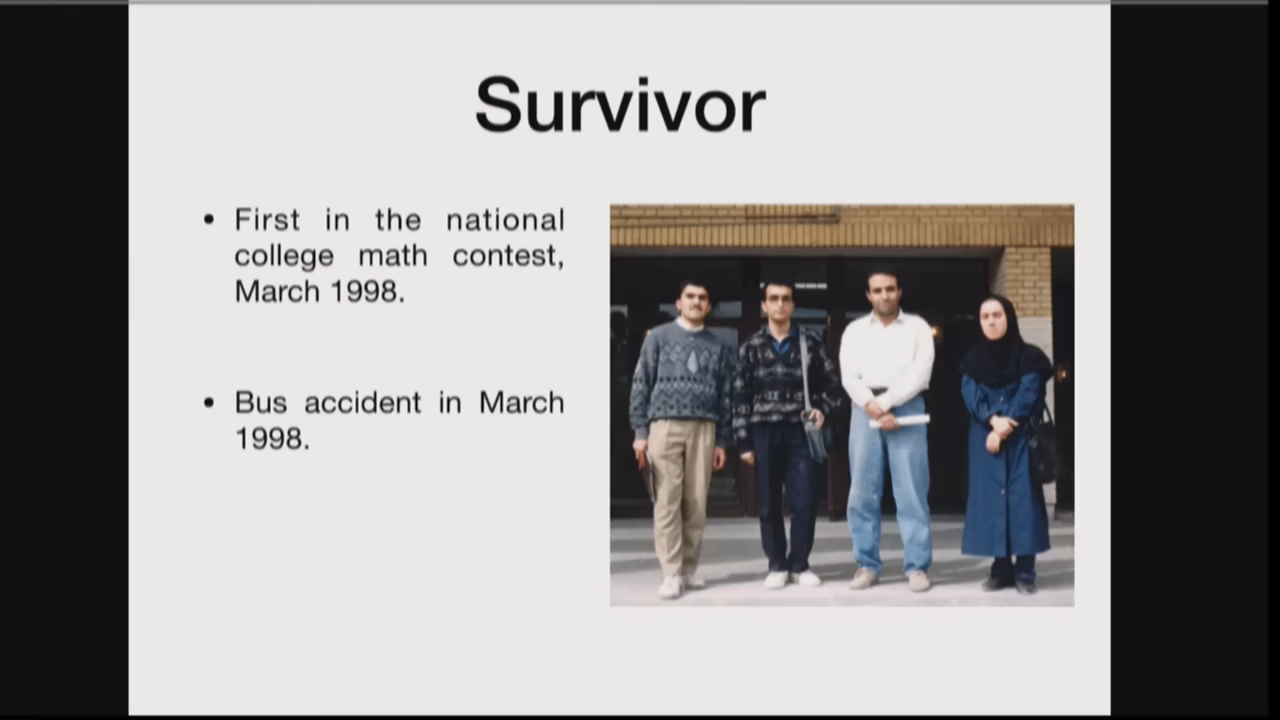 Survivor
• First in the national
college math contest,
March 1998.
• Bus accident in March
1998.